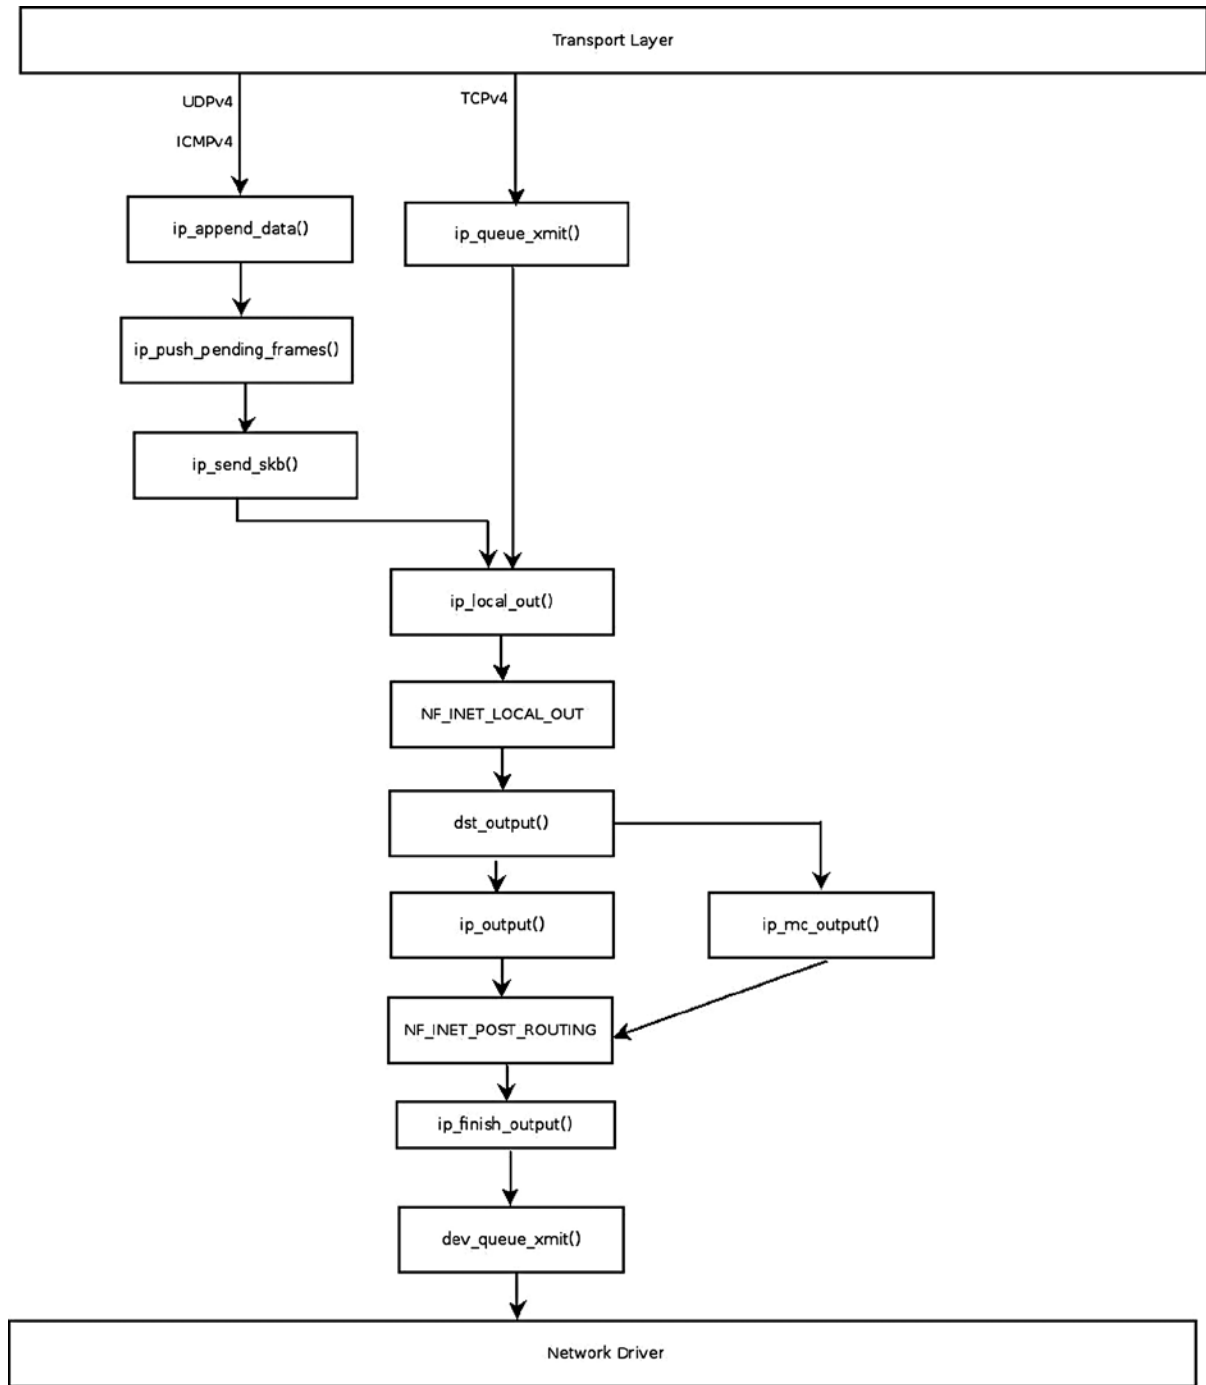 Transport Layer
UDPv4
TCPv4
ICMPv4
ip_append_data()
ip_queue_xmit()
ip_push_pending_frames()
ip_send_skb()
ip_local_out()
NF_INET_LOCAL_OUT
dst_output()
ip_output()
ip_mc_output()
NF_INET_POST_ROUTING
ip_finish_output()
dev_queue_xmit()
Network Driver